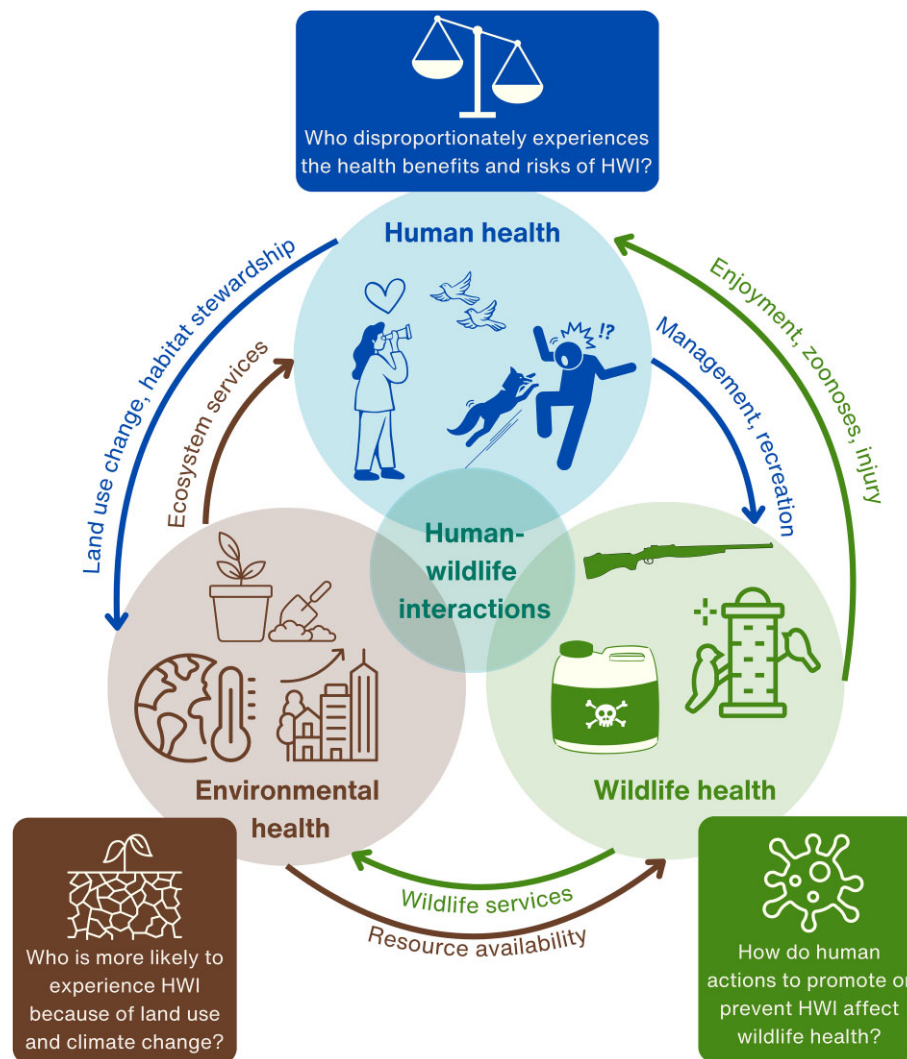 Who disproportionately experiences
the health benefits and risks of HWI?
Human health
!?
Land use change, habitat stewardship
Ecosystem services
Management, recreation
Enjoyment, zoonoses, injury
Human-
wildlife
interactions
Environmental
health
Wildlife health
Wildlife services
Resource availability
Who is more likely to
experience HWI
because of land use
and climate change?
How do human
actions to promote or
prevent HWI affect
wildlife health?